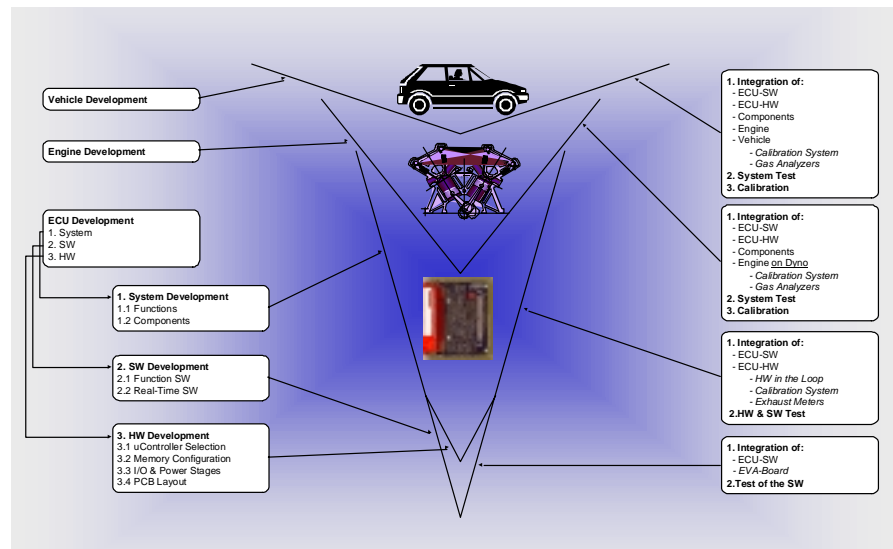 Vehicle Development
Engine Development
ECU Development
1. System
2. SW
3. HW
1. System Development
1.1 Functions
1.2 Components
2. SW Development
2.1 Function SW
2.2 Real-Time SW
3. HW Development
3.1 uController Selection
3.2 Memory Configuration
3.3 I/O & Power Stages
3.4 PCB Layout
1. Integration of:
- ECU-SW
- ECU-HW
- Components
- Engine
- Vehicle
- Calibration System
- Gas Analyzers
2. System Test
3. Calibration
1. Integration of:
- ECU-SW
- ECU-HW
- Components
- Engine on Dyno
- Calibration System
- Gas Analyzers
2. System Test
3. Calibration
1. Integration of:
- ECU-SW
- ECU-HW
- HW in the Loop
- Calibration System
- Exhaust Meters
2.HW & SW Test
1. Integration of:
- ECU-SW
- EVA-Board
2.Test of the SW